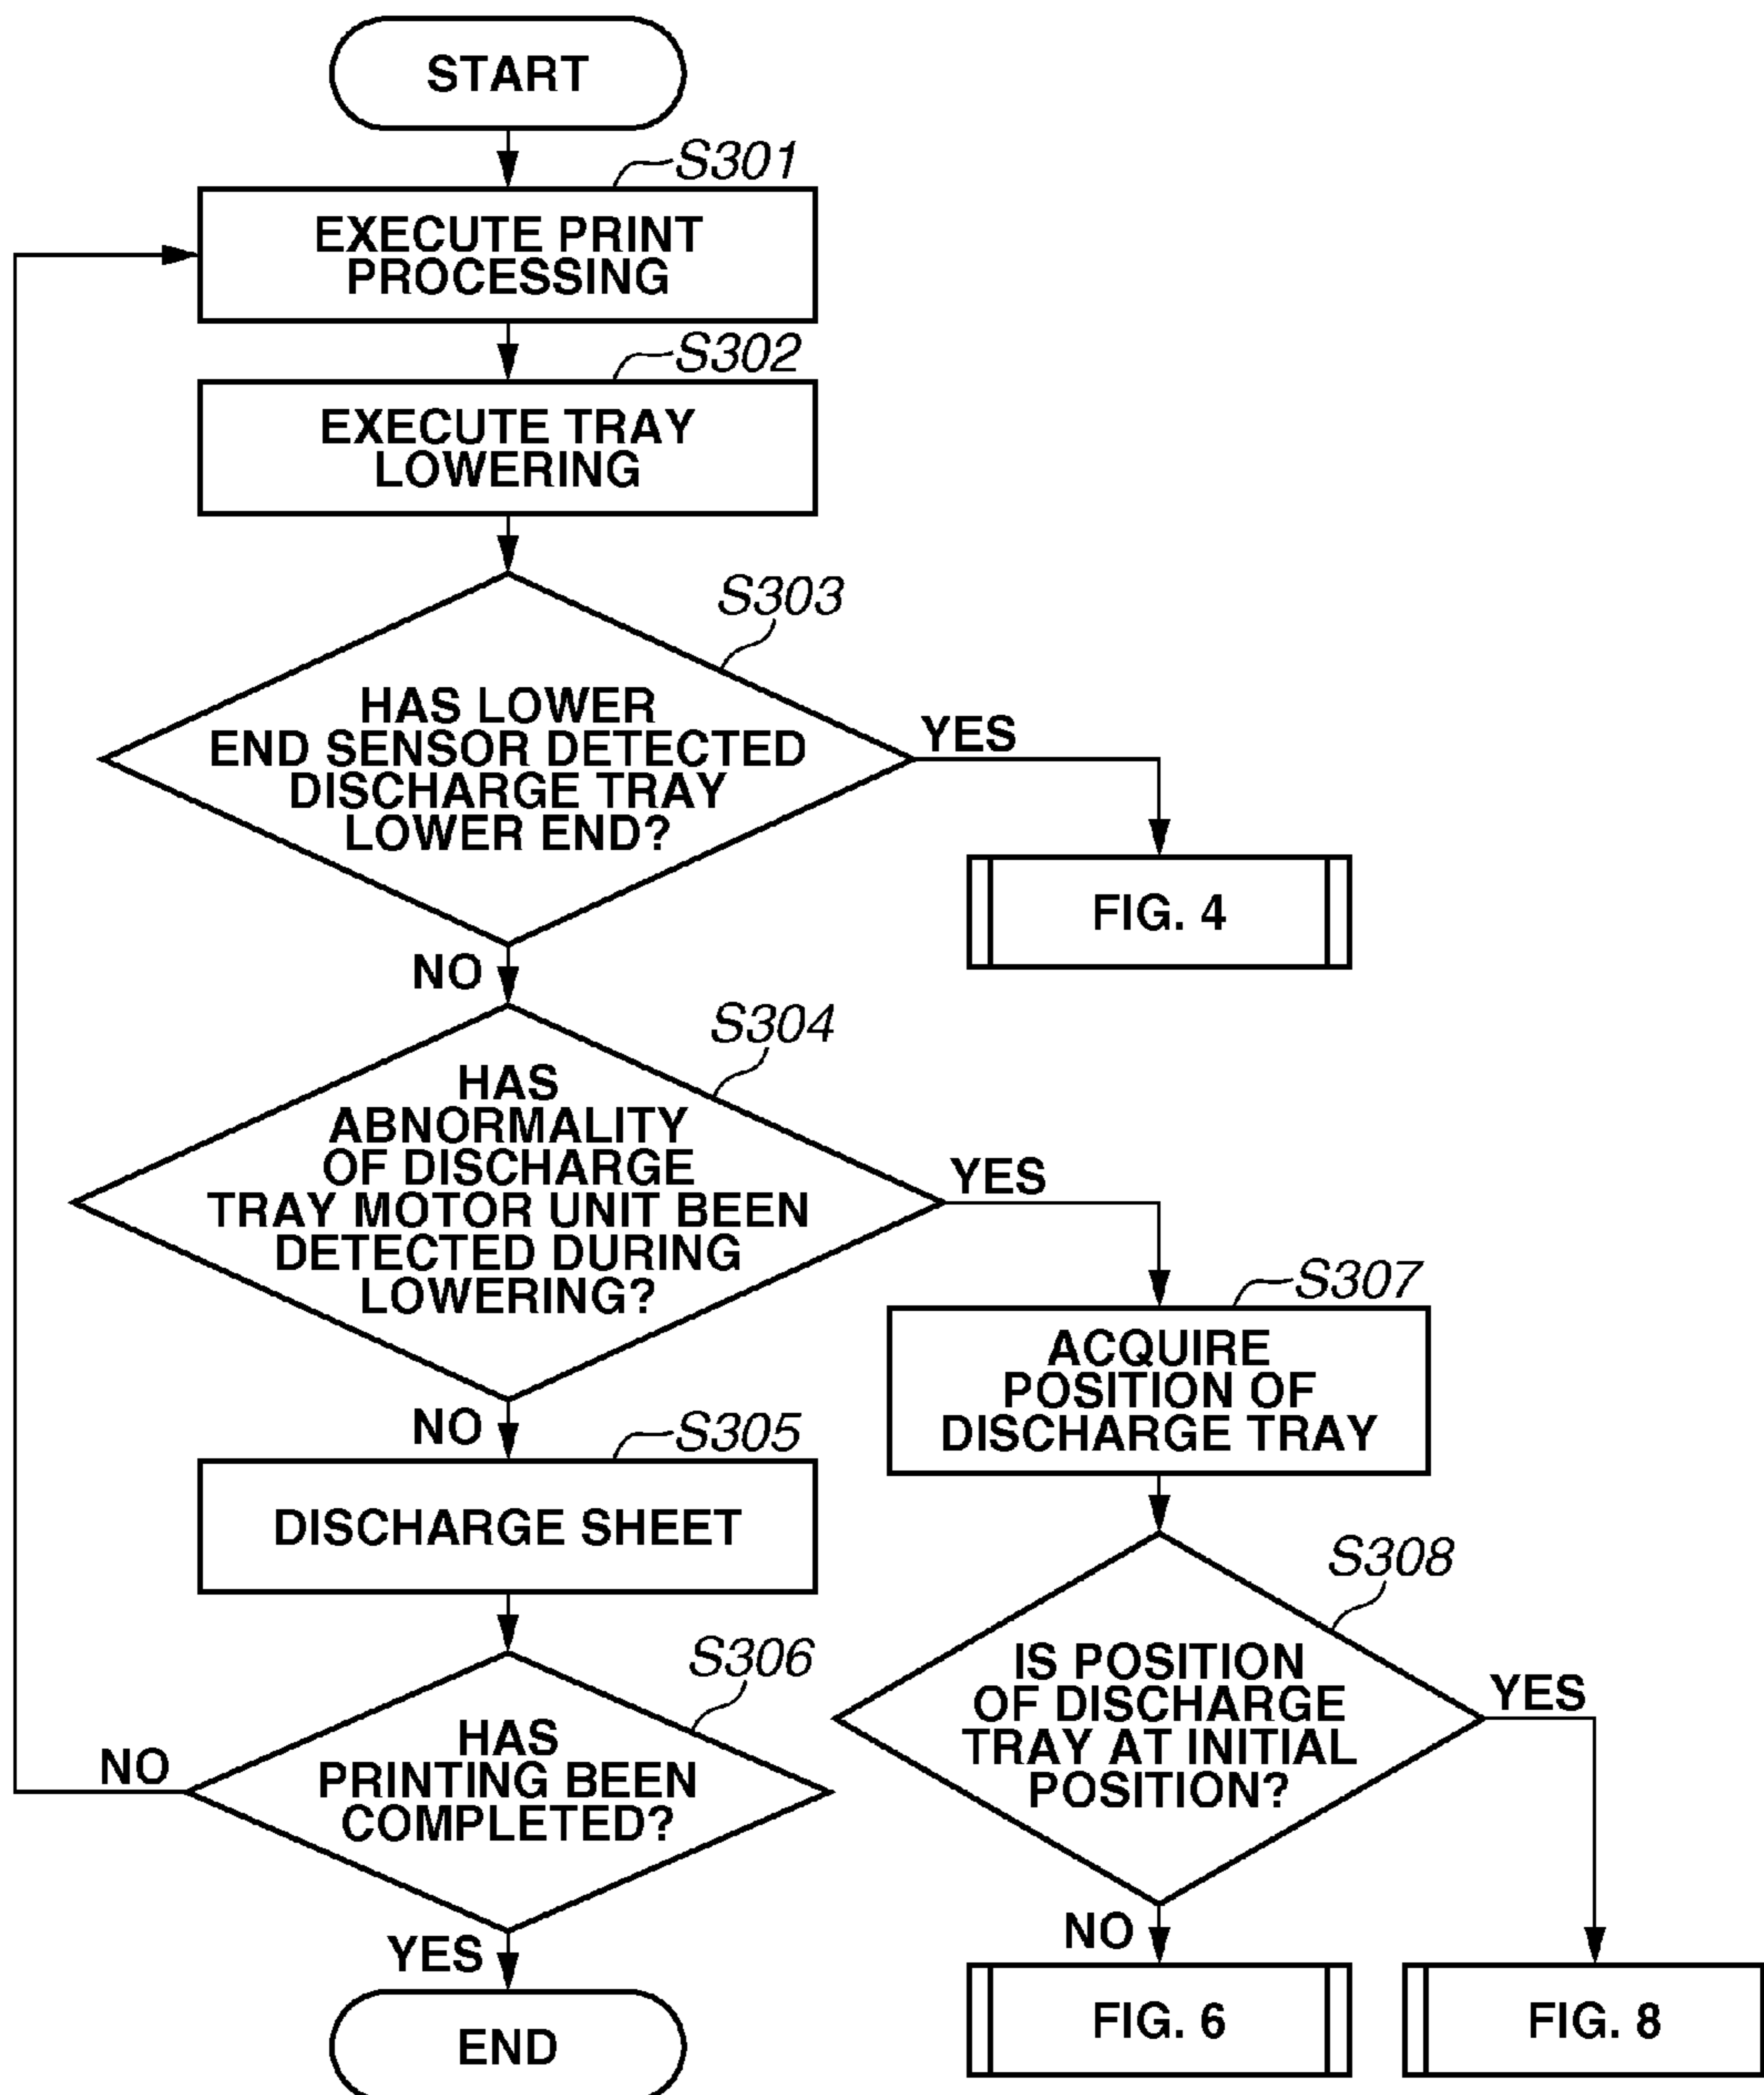 START
S301
EXECUTE PRINT
PROCESSING
S302
EXECUTE TRAY
LOWERING
S303
HAS LOWER
END SENSOR DETECTED
DISCHARGE TRAY
LOWER END?
YES
FIG. 4
NO
S304
HAS
ABNORMALITY
OF DISCHARGE
TRAY MOTOR UNIT BEEN
DETECTED DURING
LOWERING?
YES
S307
ACQUIRE
POSITION OF
DISCHARGE TRAY
NO
S305
DISCHARGE SHEET
S308
IS POSITION
OF DISCHARGE
TRAY AT INITIAL
POSITION?
YES
S306
HAS
PRINTING BEEN
COMPLETED?
NO
NO
YES
FIG. 6
FIG. 8
END